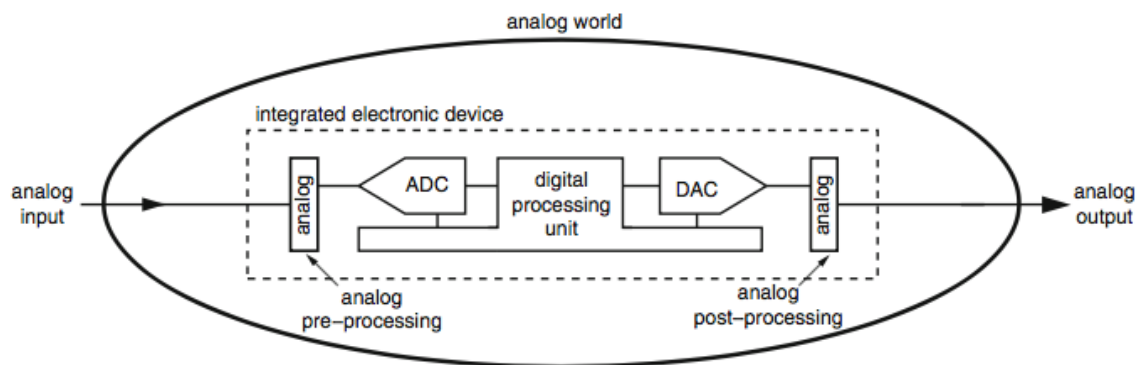 analog world
integrated electronic device
analog
input
analog
ADC
digital
processing
unit
DAC
analog
analog
output
analog
pre–processing
analog
post–processing